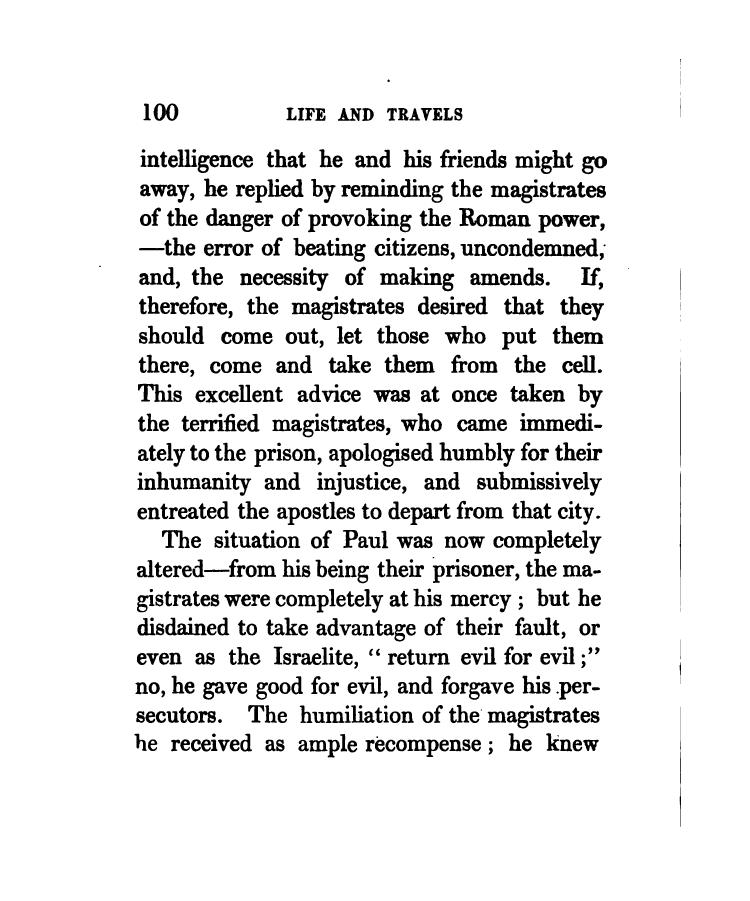 100 LIFE AND TRAVELS
intelligence that he and his friends might go
away, he replied by reminding the magistrates
of the danger of provoking the Roman power,
—the error of beating citizens, uncondemned,
and, the necessity of making amends. If,
therefore, the magistrates desired that they
should come out, let those who put them
there, come and take them from the cell.
This excellent advice was at once taken by
the terrified magistrates, who came immedi-
ately to the prison, apologised humbly for their
inhumanity and injustice, and submissively
entreated the apostles to depart from that city.
The situation of Paul was now completely
altered—from his being their prisoner, the ma-
gistrates were completely at his mercy ; but he
disdained to take advantage of their fault, or
even as the Israelite, “ return evil for evil ;”
no, he gave good for evil, and forgave his per-
secutors. The humiliation of the magistrates
he received as ample recompense ; he knew